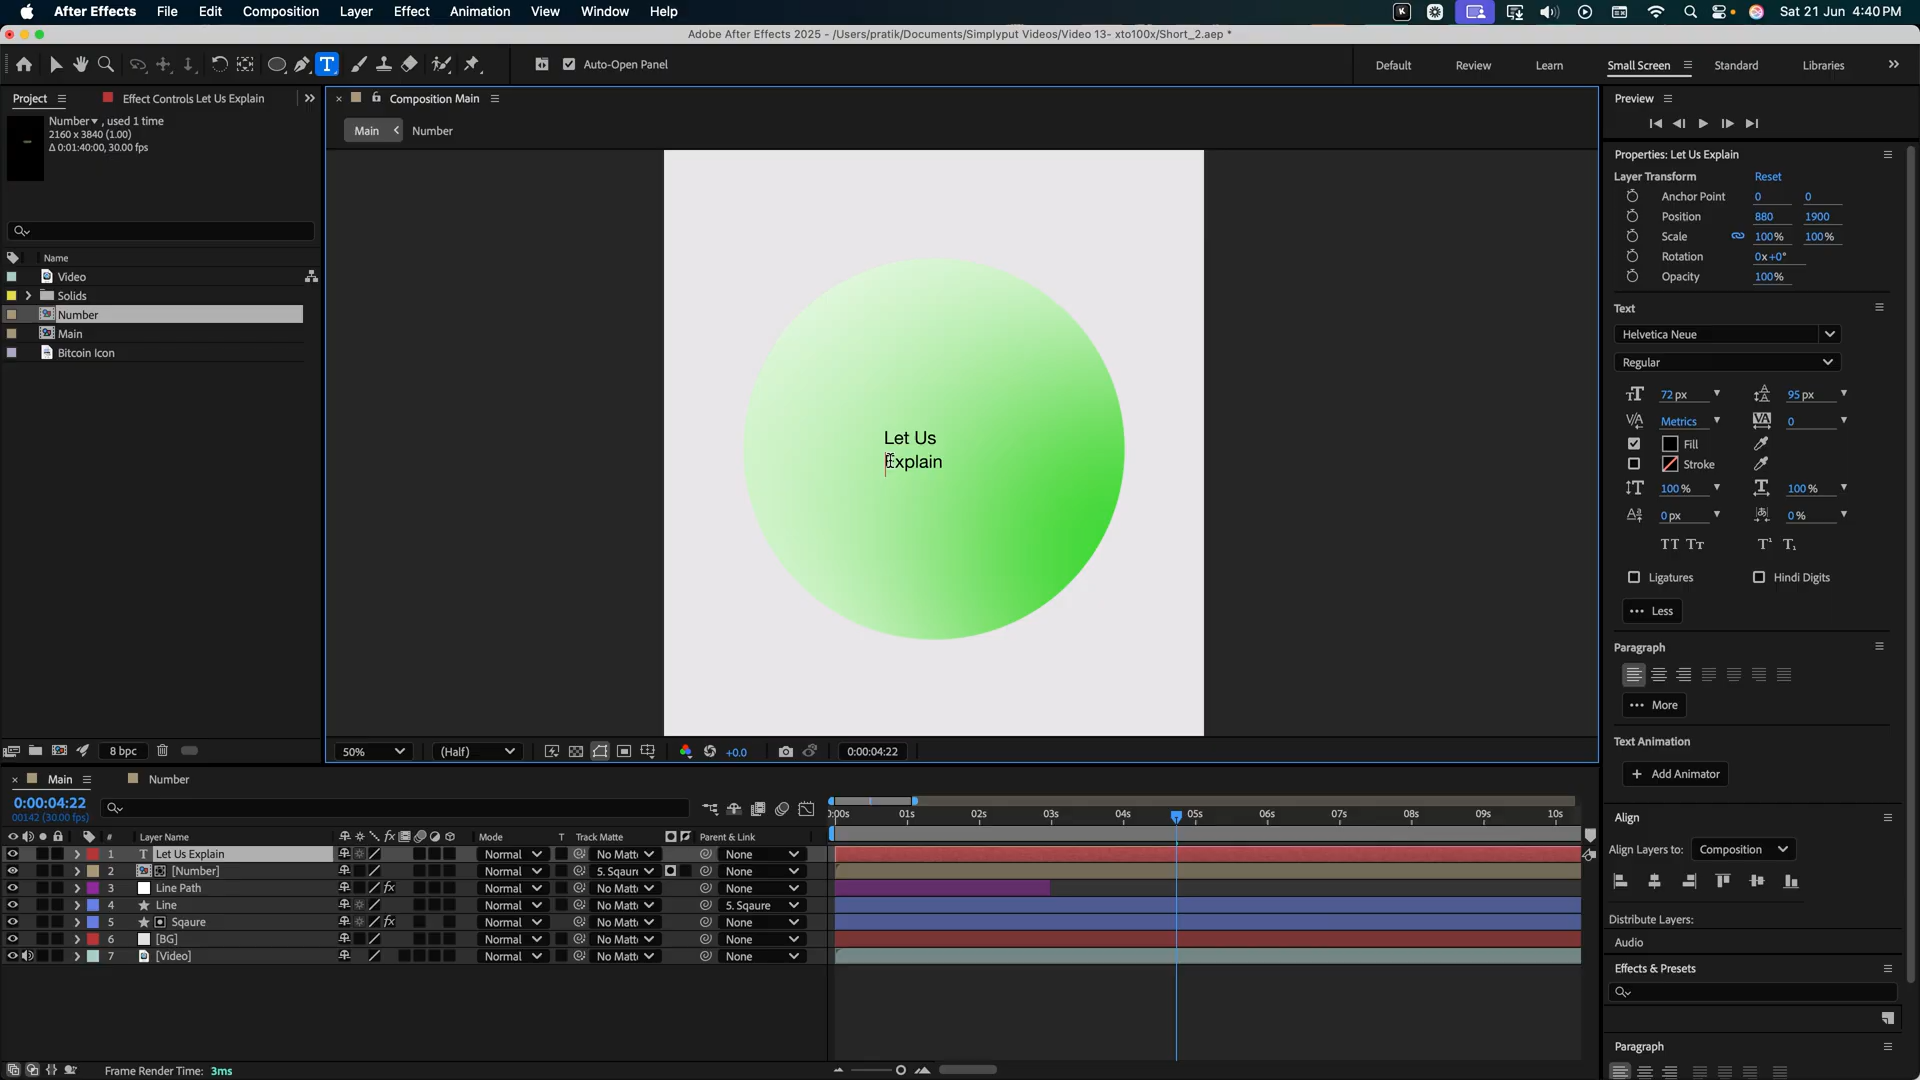 After Effects File Edit Composition Layer Effect Animation View Window Help
Sat 21 Jun 4:40 PM
Adobe After Effects 2025 - /Users/pratik/Documents/Simplyput Videos/Video 13- xto100x/Short_2.aep *
Auto-Open Panel
Default Review Learn Small Screen Standard Libraries
Project Effect Controls Let Us Explain
Number , used 1 time
2160 x 3840 (1.00)
Δ 0:01:40:00, 30.00 fps
Name
Video
Solids
Number
Main
Bitcoin Icon
8 bpc
Composition Main
Main Number
Let Us
Explain
50% (Half) +0.0 0:00:04:22
Preview
Properties: Let Us Explain
Layer Transform Reset
Anchor Point 0 0
Position 880 1900
Scale 100% 100%
Rotation 0x+0°
Opacity 100%
Text
Helvetica Neue
Regular
72 px 95 px
Metrics 0
Fill
Stroke
100 % 100 %
0 px 0 %
Ligatures Hindi Digits
Less
Paragraph
More
Text Animation
Add Animator
Align
Align Layers to: Composition
Distribute Layers:
Audio
Effects & Presets
Paragraph
Main Number
0:00:04:22
00142 (30.00 fps)
:00s 01s 02s 03s 04s 05s 06s 07s 08s 09s 10s
# Layer Name Mode T Track Matte Parent & Link
1 T Let Us Explain Normal No Matt None
2 [Number] Normal 5. Sqaure None
3 Line Path Normal No Matt None
4 Line Normal No Matt 5. Sqaure
5 Sqaure Normal No Matt None
6 [BG] Normal No Matt None
7 [Video] Normal No Matt None
Frame Render Time: 3ms